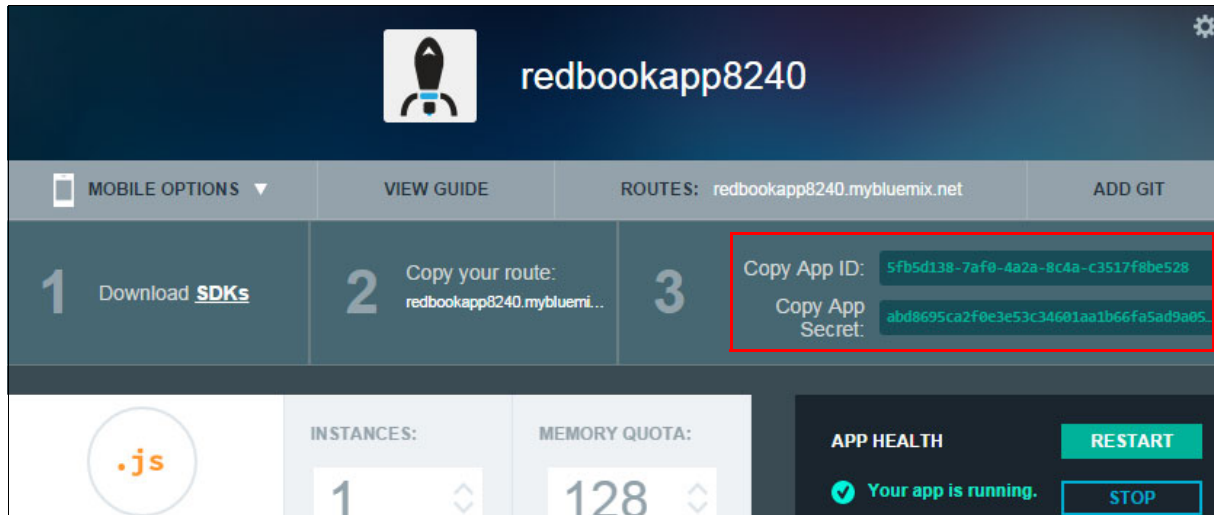 redbookapp8240
MOBILE OPTIONS
VIEW GUIDE
ROUTES: redbookapp8240.mybluemix.net
ADD GIT
1
Download SDKs
2
Copy your route:
redbookapp8240.mybluemi...
3
Copy App ID:
5fb5d138-7af0-4a2a-8c4a-c3517f8be528
Copy App
Secret:
abd8695ca2f0e3e53c34601aa1b66fa5ad9a05...
.js
INSTANCES:
1
MEMORY QUOTA:
128
APP HEALTH
Your app is running.
RESTART
STOP